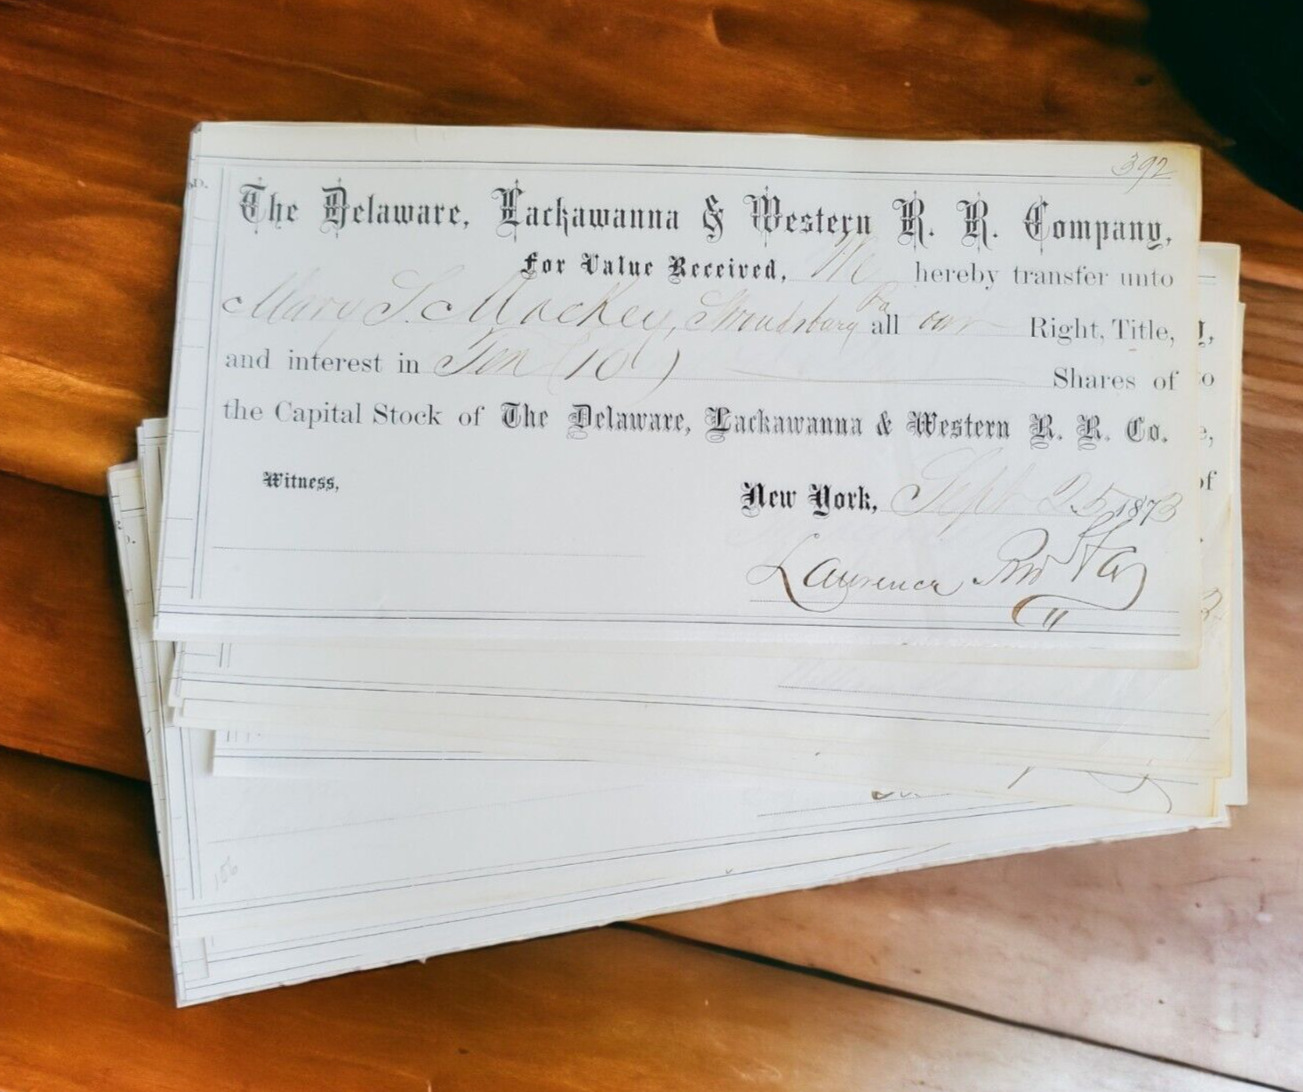 392
The Delaware, Lackawanna & Western R. R. Company,
For Value Received, We hereby transfer unto
Mary S. Mackey, Stroudsburg Pa all our Right, Title,
and interest in Ten (10) Shares of
the Capital Stock of The Delaware, Lackawanna & Western R. R. Co.
Witness,
New York, Sept 25 1873
Laurence